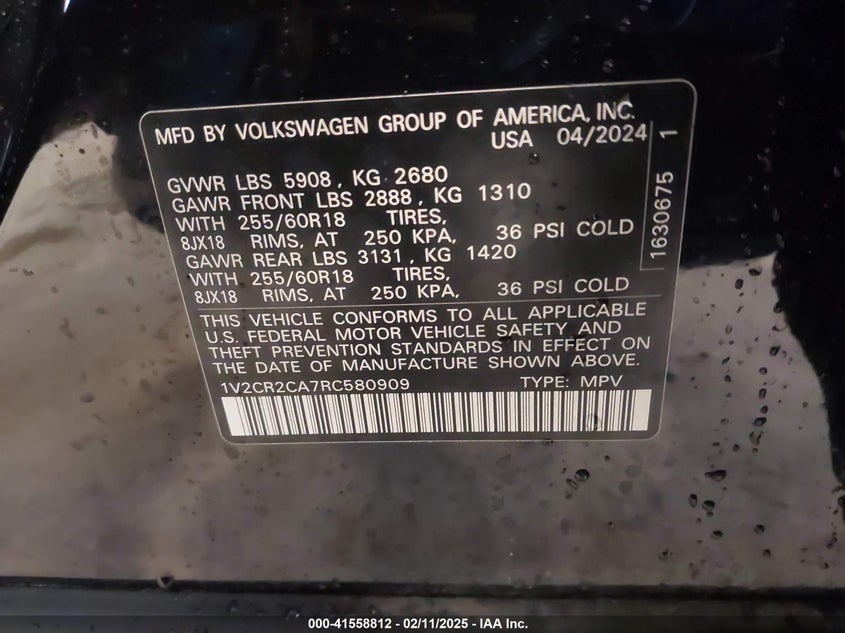 MFD BY VOLKSWAGEN GROUP OF AMERICA, INC.
USA 04/2024
GVWR LBS 5908, KG 2680
GAWR FRONT LBS 2888, KG 1310
WITH 255/60R18 TIRES,
8JX18 RIMS, AT 250 KPA, 36 PSI COLD
GAWR REAR LBS 3131, KG 1420
WITH 255/60R18 TIRES,
8JX18 RIMS, AT 250 KPA, 36 PSI COLD
1630675 1
THIS VEHICLE CONFORMS TO ALL APPLICABLE
U.S. FEDERAL MOTOR VEHICLE SAFETY AND
THEFT PREVENTION STANDARDS IN EFFECT ON
THE DATE OF MANUFACTURE SHOWN ABOVE.
1V2CR2CA7RC580909 TYPE: MPV
000-41558812 - 02/11/2025 - IAA Inc.